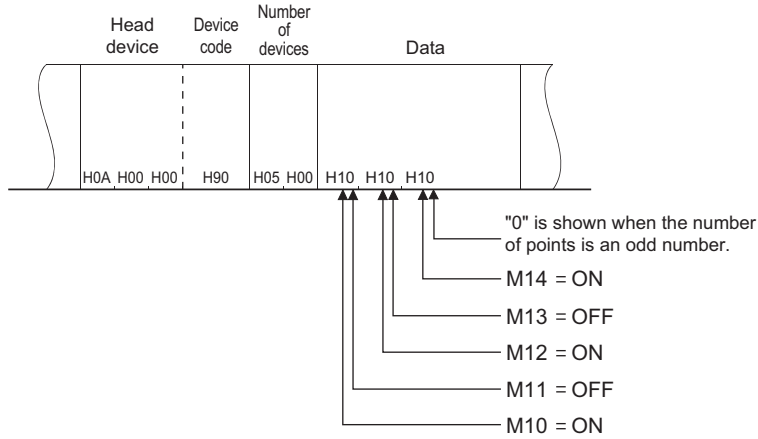 Head
device
Device
code
Number
of
devices
Data
H0A H00 H00 H90 H05 H00 H10 H10 H10
"0" is shown when the number
of points is an odd number.
M14 = ON
M13 = OFF
M12 = ON
M11 = OFF
M10 = ON